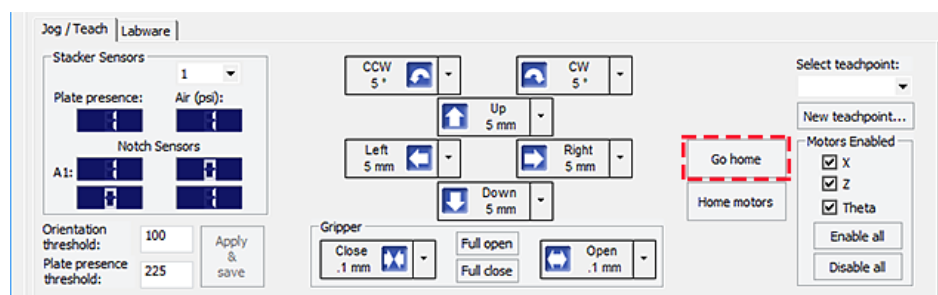 Jog / Teach
Labware
Stacker Sensors
1
Plate presence:
Air (psi):
Notch Sensors
A1:
Orientation
threshold:
100
Plate presence
threshold:
225
Apply
&
save
CCW
5 °
CW
5 °
Up
5 mm
Left
5 mm
Right
5 mm
Down
5 mm
Gripper
Close
.1 mm
Full open
Full close
Open
.1 mm
Go home
Home motors
Select teachpoint:
New teachpoint...
Motors Enabled
X
Z
Theta
Enable all
Disable all